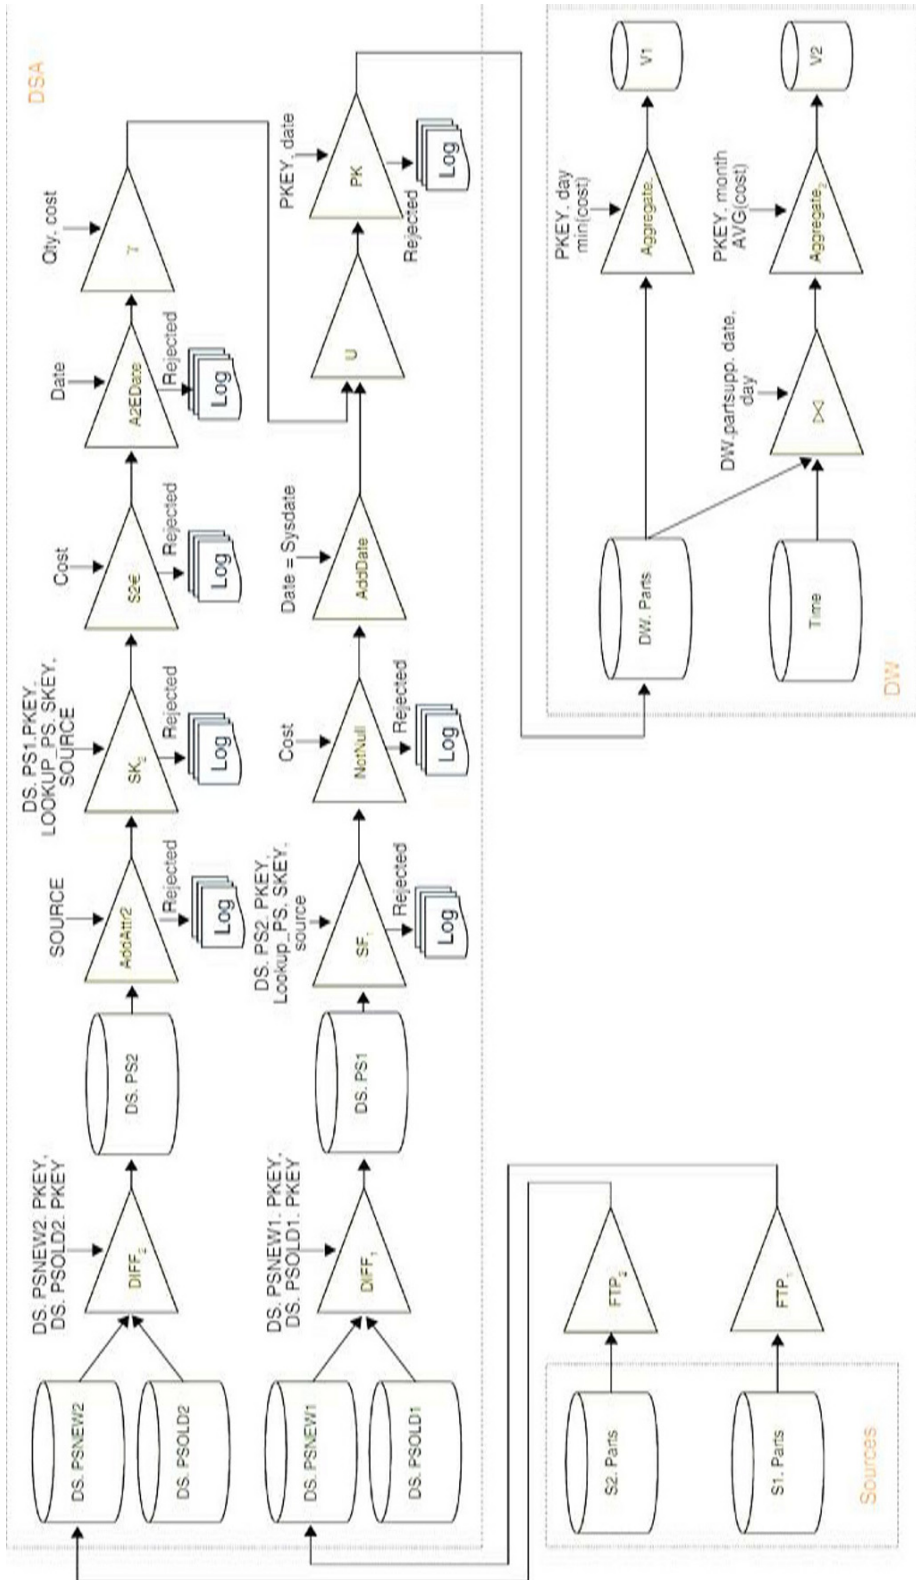 DSA
DS. PSNEW2
DS. PSOLD2
DS. PSNEW2. PKEY,
DS. PSOLD2. PKEY
DIFF2
DS. PS2
SOURCE
AddAttr2
Rejected
Log
DS. PS1.PKEY.
LOOKUP_PS. SKEY,
SOURCE
SK2
Rejected
Log
Cost
S2€
Rejected
Log
Date
A2EDate
Rejected
Log
Qty. cost
γ
DS. PSNEW1
DS. PSOLD1
DS. PSNEW1. PKEY,
DS. PSOLD1. PKEY
DIFF1
DS. PS1
DS. PS2. PKEY,
Lookup_PS. SKEY,
source
SF1
Rejected
Log
Cost
NotNull
Rejected
Log
Date = Sysdate
AddDate
U
PKEY. date
PK
Rejected
Log
S2. Parts
FTP2
S1. Parts
FTP1
Sources
DW. Parts
PKEY. day
min(cost)
Aggregate.
V1
Time
DW.partsupp. date,
day
⋈
PKEY. month
AVG(cost)
Aggregate2
V2
DW